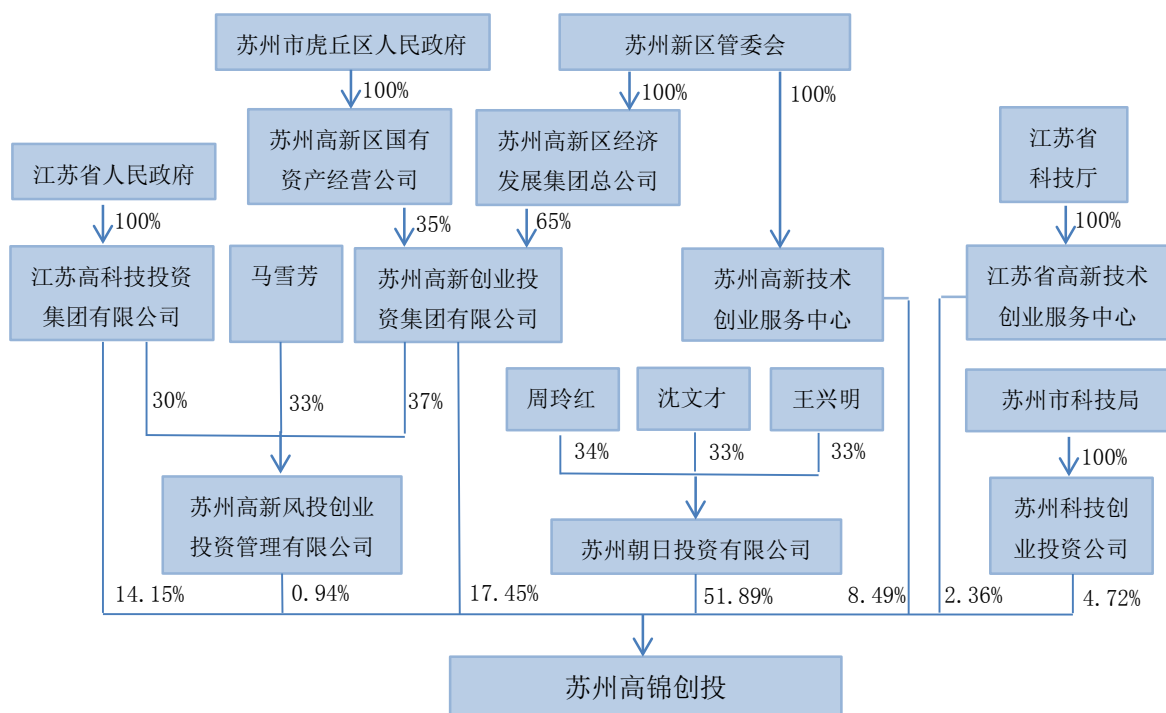 苏州市虎丘区人民政府
苏州新区管委会
100%
100%
100%
苏州高新区国有
资产经营公司
苏州高新区经济
发展集团总公司
江苏省
科技厅
江苏省人民政府
100%
35%
65%
100%
江苏高科技投资
集团有限公司
马雪芳
苏州高新创业投
资集团有限公司
苏州高新技术
创业服务中心
江苏省高新技术
创业服务中心
30%
33%
37%
周玲红
沈文才
王兴明
苏州市科技局
34%
33%
33%
100%
苏州高新风投创业
投资管理有限公司
苏州朝日投资有限公司
苏州科技创
业投资公司
14.15%
0.94%
17.45%
51.89%
8.49%
2.36%
4.72%
苏州高锦创投